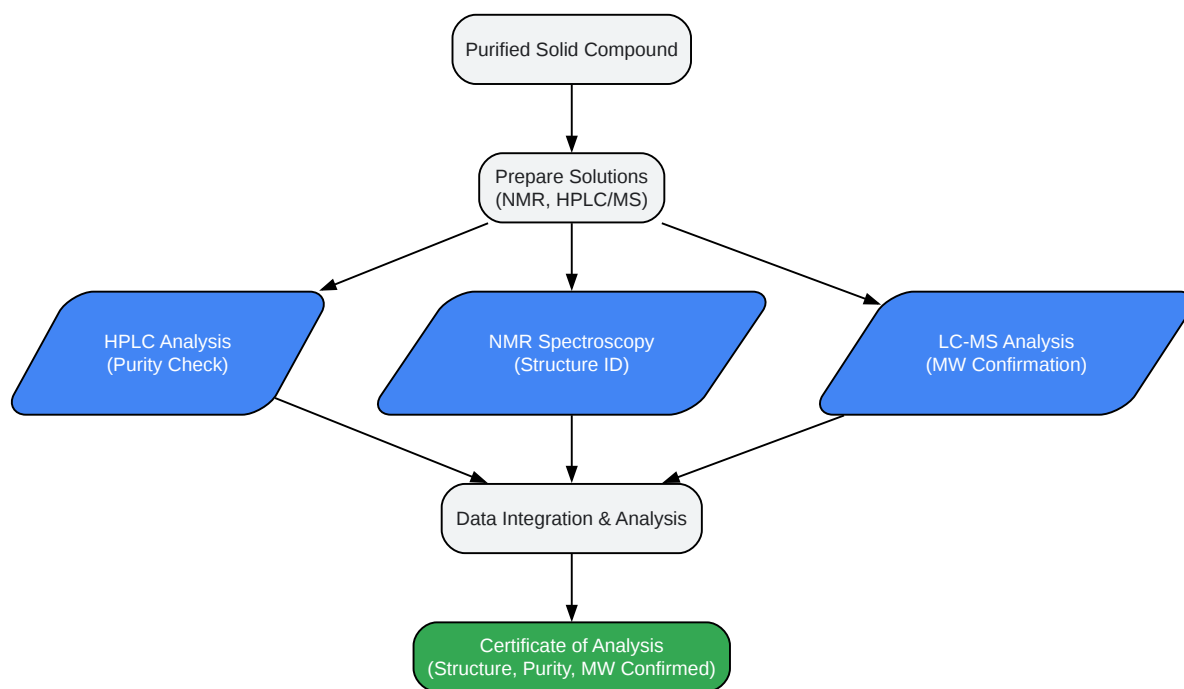 Purified Solid Compound
Prepare Solutions
(NMR, HPLC/MS)
HPLC Analysis
(Purity Check)
NMR Spectroscopy
(Structure ID)
LC-MS Analysis
(MW Confirmation)
Data Integration & Analysis
Certificate of Analysis
(Structure, Purity, MW Confirmed)